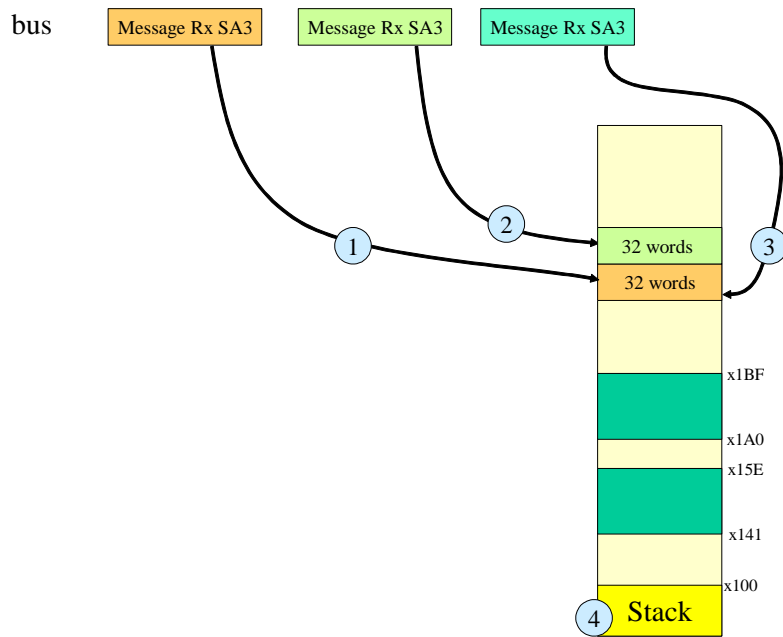 bus
Message Rx SA3
Message Rx SA3
Message Rx SA3
1
2
3
32 words
32 words
x1BF
x1A0
x15E
x141
x100
4
Stack